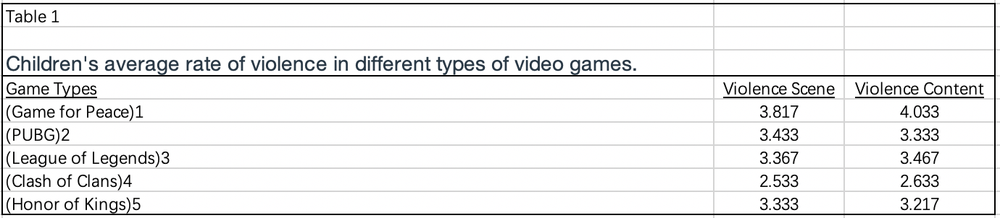 Table 1
Children's average rate of violence in different types of video games.
Game Types Violence Scene Violence Content
(Game for Peace)1 3.817 4.033
(PUBG)2 3.433 3.333
(League of Legends)3 3.367 3.467
(Clash of Clans)4 2.533 2.633
(Honor of Kings)5 3.333 3.217